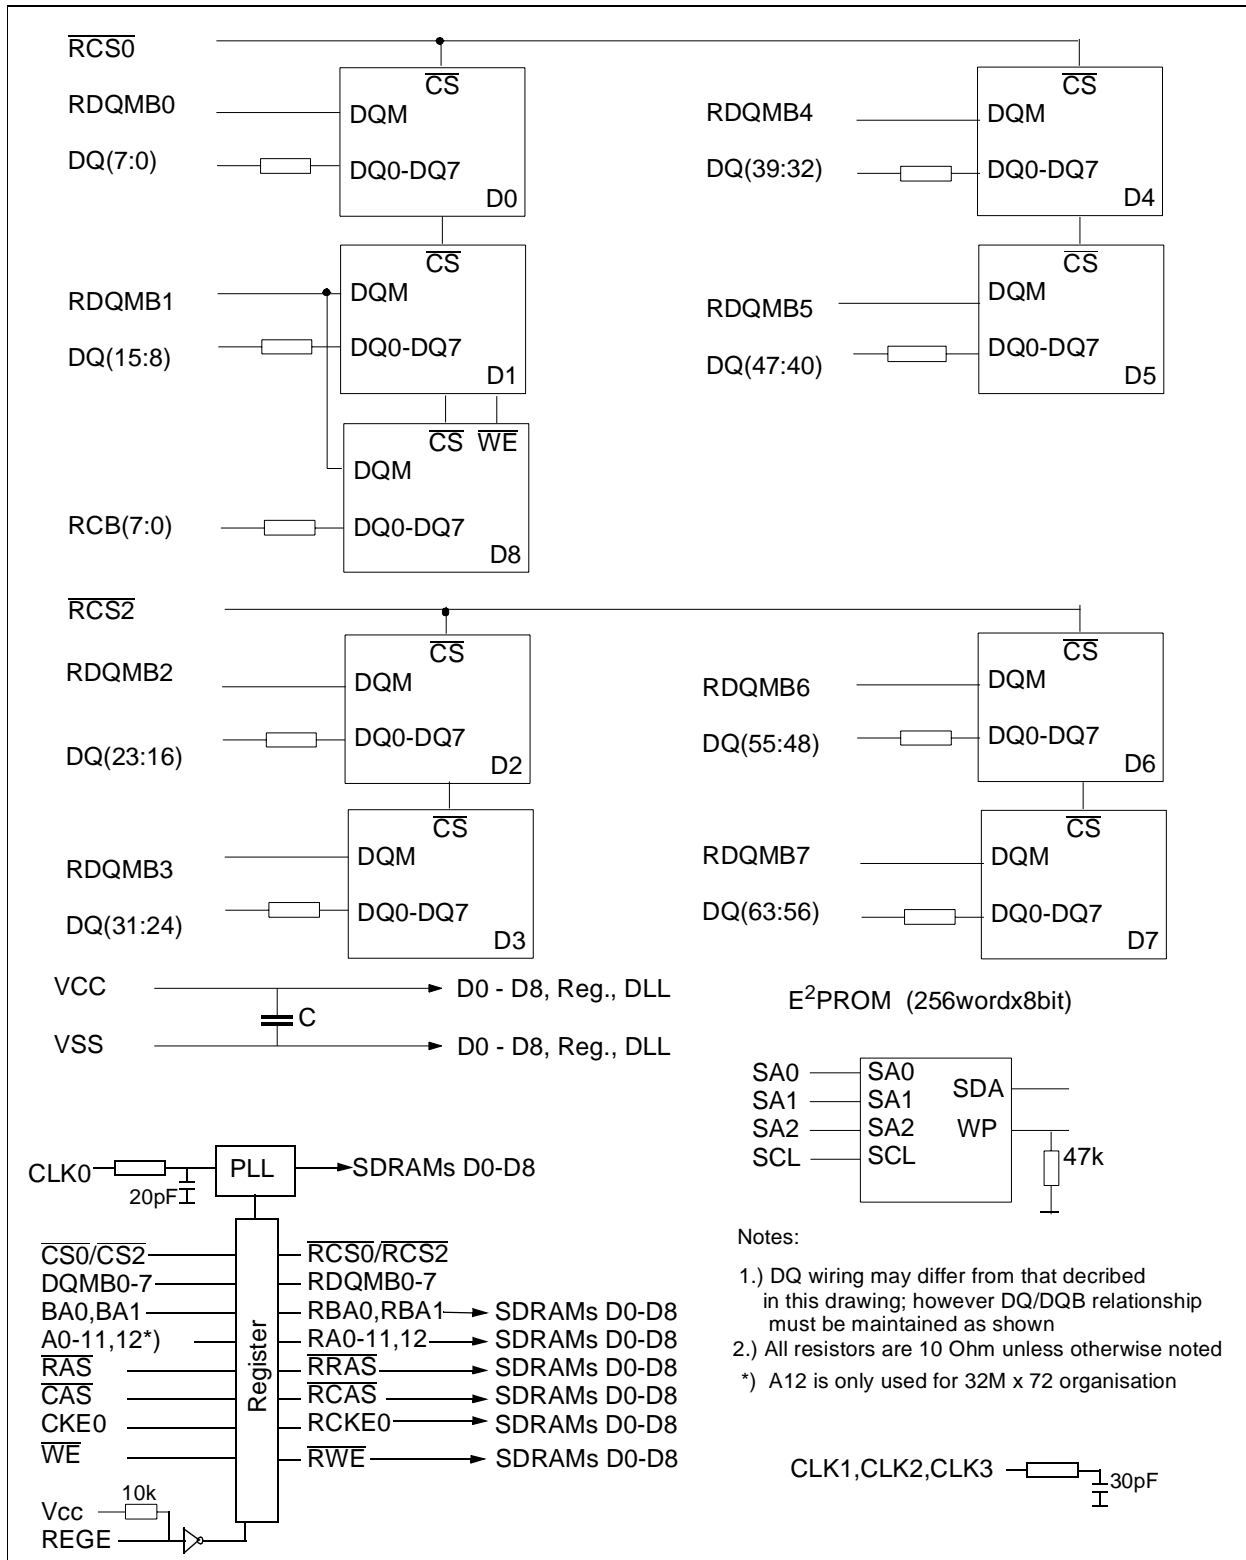 RCS0
CS
RDQMB0
DQM
DQ(7:0)
DQ0-DQ7
D0
CS
RDQMB4
DQM
DQ(39:32)
DQ0-DQ7
D4
CS
RDQMB1
DQM
DQ(15:8)
DQ0-DQ7
D1
CS
RDQMB5
DQM
DQ(47:40)
DQ0-DQ7
D5
CS WE
DQM
RCB(7:0)
DQ0-DQ7
D8
RCS2
CS
RDQMB2
DQM
DQ(23:16)
DQ0-DQ7
D2
CS
RDQMB6
DQM
DQ(55:48)
DQ0-DQ7
D6
CS
RDQMB3
DQM
DQ(31:24)
DQ0-DQ7
D3
CS
RDQMB7
DQM
DQ(63:56)
DQ0-DQ7
D7
VCC
D0 - D8, Reg., DLL
C
VSS
D0 - D8, Reg., DLL
E²PROM (256wordx8bit)
SA0 SA0
SA1 SA1
SA2 SA2
SCL SCL
SDA
WP
47k
CLK0
20pF
PLL
SDRAMs D0-D8
Register
CS0/CS2 RCS0/RCS2
DQMB0-7 RDQMB0-7
BA0,BA1 RBA0,RBA1 SDRAMs D0-D8
A0-11,12*) RA0-11,12 SDRAMs D0-D8
RAS RRAS SDRAMs D0-D8
CAS RCAS SDRAMs D0-D8
CKE0 RCKE0 SDRAMs D0-D8
WE RWE SDRAMs D0-D8
10k
Vcc
REGE
Notes:
1.) DQ wiring may differ from that decribed
in this drawing; however DQ/DQB relationship
must be maintained as shown
2.) All resistors are 10 Ohm unless otherwise noted
*) A12 is only used for 32M x 72 organisation
CLK1,CLK2,CLK3
30pF